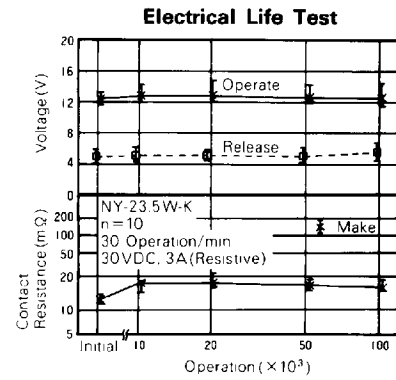 Electrical Life Test
Voltage (V)
20
16
12
8
4
0
Operate
Release
Contact
Resistance (mΩ)
200
100
50
20
10
5
NY-23.5W-K
n=10
30 Operation/min
30VDC, 3A(Resistive)
Make
Initial 10 20 50 100
Operation (×10³)